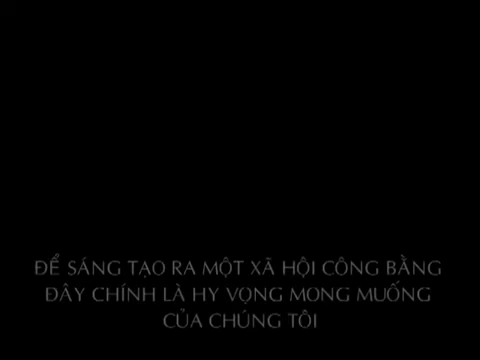 ĐỂ SÁNG TẠO RA MỘT XÃ HỘI CÔNG BẰNG
ĐÂY CHÍNH LÀ HY VỌNG MONG MUỐNG
CỦA CHÚNG TÔI